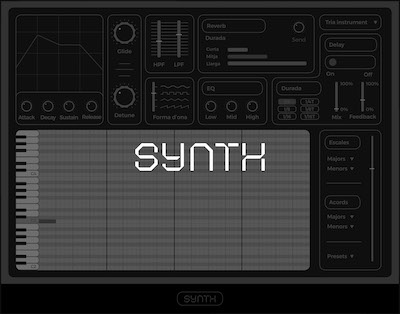 Reverb
Tria instrument
Glide
Durada
Sensi
Delay
Curta
Mitja
Llarga
HPF LPF
On Off
EQ
Durada
100% 100%
Attack Decay Sustain Release
Detune
Forma d'ona
Low Mid High
0% 0%
Mix Feedback
SYNTH
Escales
Majors
Menors
Acords
Majors
Menors
Presets
SYNTH